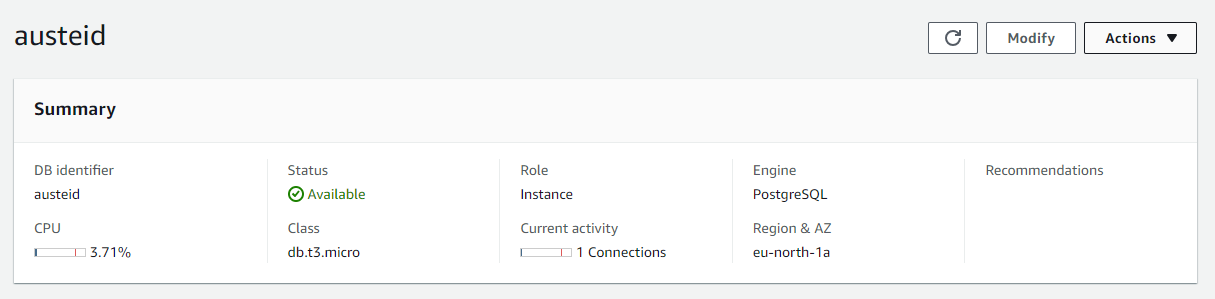 austeid
Modify
Actions
Summary
DB identifier
austeid
Status
Available
Role
Instance
Engine
PostgreSQL
Recommendations
CPU
3.71%
Class
db.t3.micro
Current activity
1 Connections
Region & AZ
eu-north-1a